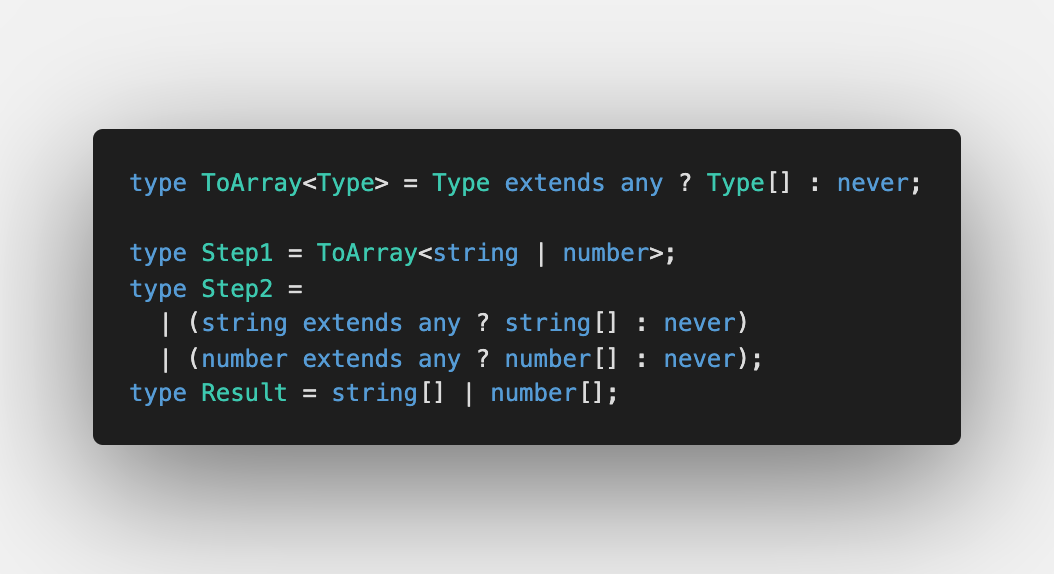 type ToArray<Type> = Type extends any ? Type[] : never;
type Step1 = ToArray<string | number>;
type Step2 =
  | (string extends any ? string[] : never)
  | (number extends any ? number[] : never);
type Result = string[] | number[];